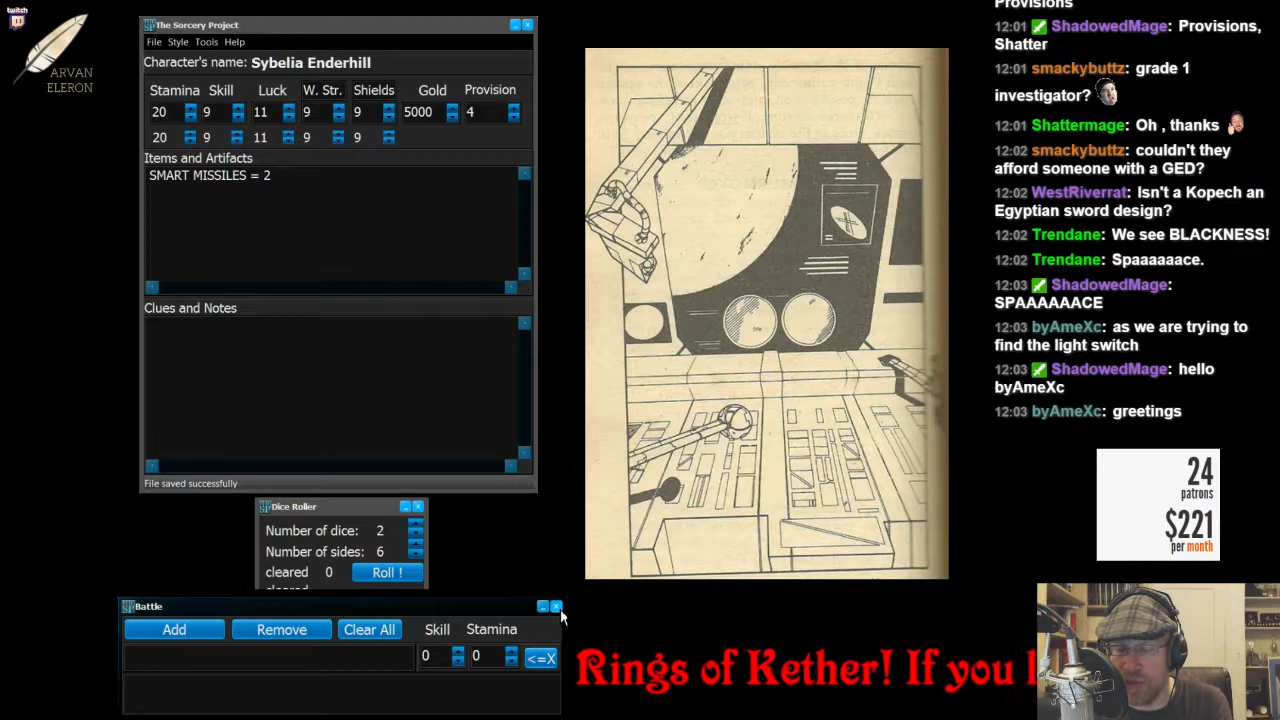 twitch
ARVAN
ELERON
The Sorcery Project
File Style Tools Help
Character's name: Sybelia Enderhill
Stamina Skill Luck W. Str. Shields Gold Provision
20 9 11 9 9 5000 4
20 9 11 9 9
Items and Artifacts
SMART MISSILES = 2
Clues and Notes
File saved successfully
Dice Roller
Number of dice: 2
Number of sides: 6
cleared 0 Roll !
Battle
Add Remove Clear All Skill Stamina
0 0 <=X
Rings of Kether! If you
Provisions
12:01 ShadowedMage: Provisions,
Shatter
12:01 smackybuttz: grade 1
investigator?
12:01 Shattermage: Oh , thanks
12:02 smackybuttz: couldn't they
afford someone with a GED?
12:02 WestRiverrat: Isn't a Kopech an
Egyptian sword design?
12:02 Trendane: We see BLACKNESS!
12:02 Trendane: Spaaaaaace.
12:03 ShadowedMage:
SPAAAAAACE
12:03 byAmeXc: as we are trying to
find the light switch
12:03 ShadowedMage: hello
byAmeXc
12:03 byAmeXc: greetings
24
patrons
$221
per month